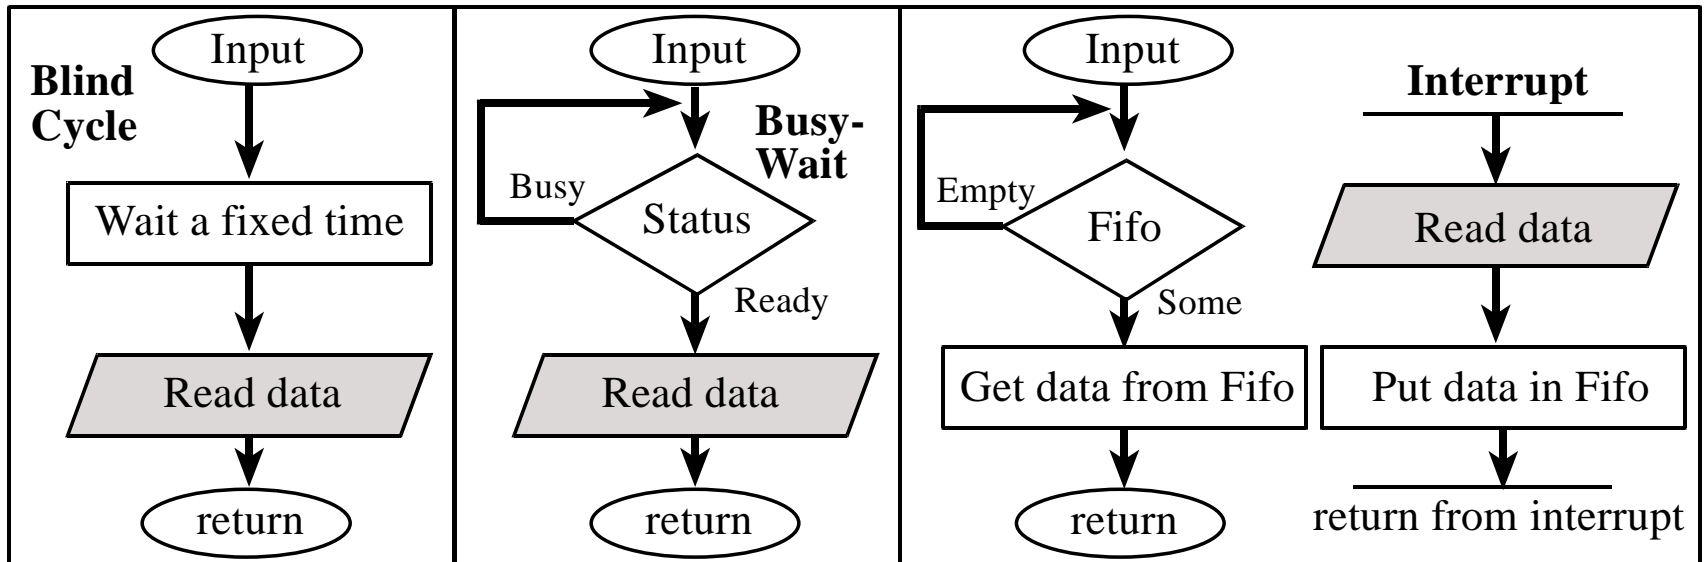 Blind
Cycle
Input
Wait a fixed time
Read data
return
Input
Busy-
Wait
Busy
Status
Ready
Read data
return
Input
Empty
Fifo
Some
Get data from Fifo
return
Interrupt
Read data
Put data in Fifo
return from interrupt